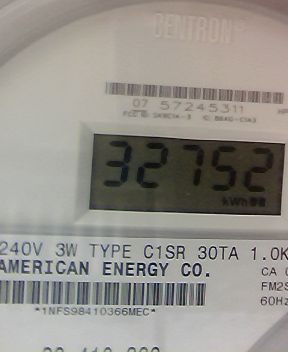 CENTRON®
07 57245311
32752
kWh
240V 3W TYPE C1SR 30TA 1.0K
AMERICAN ENERGY CO.
CA
FM2S
60Hz
*1NFS98410366MEC*